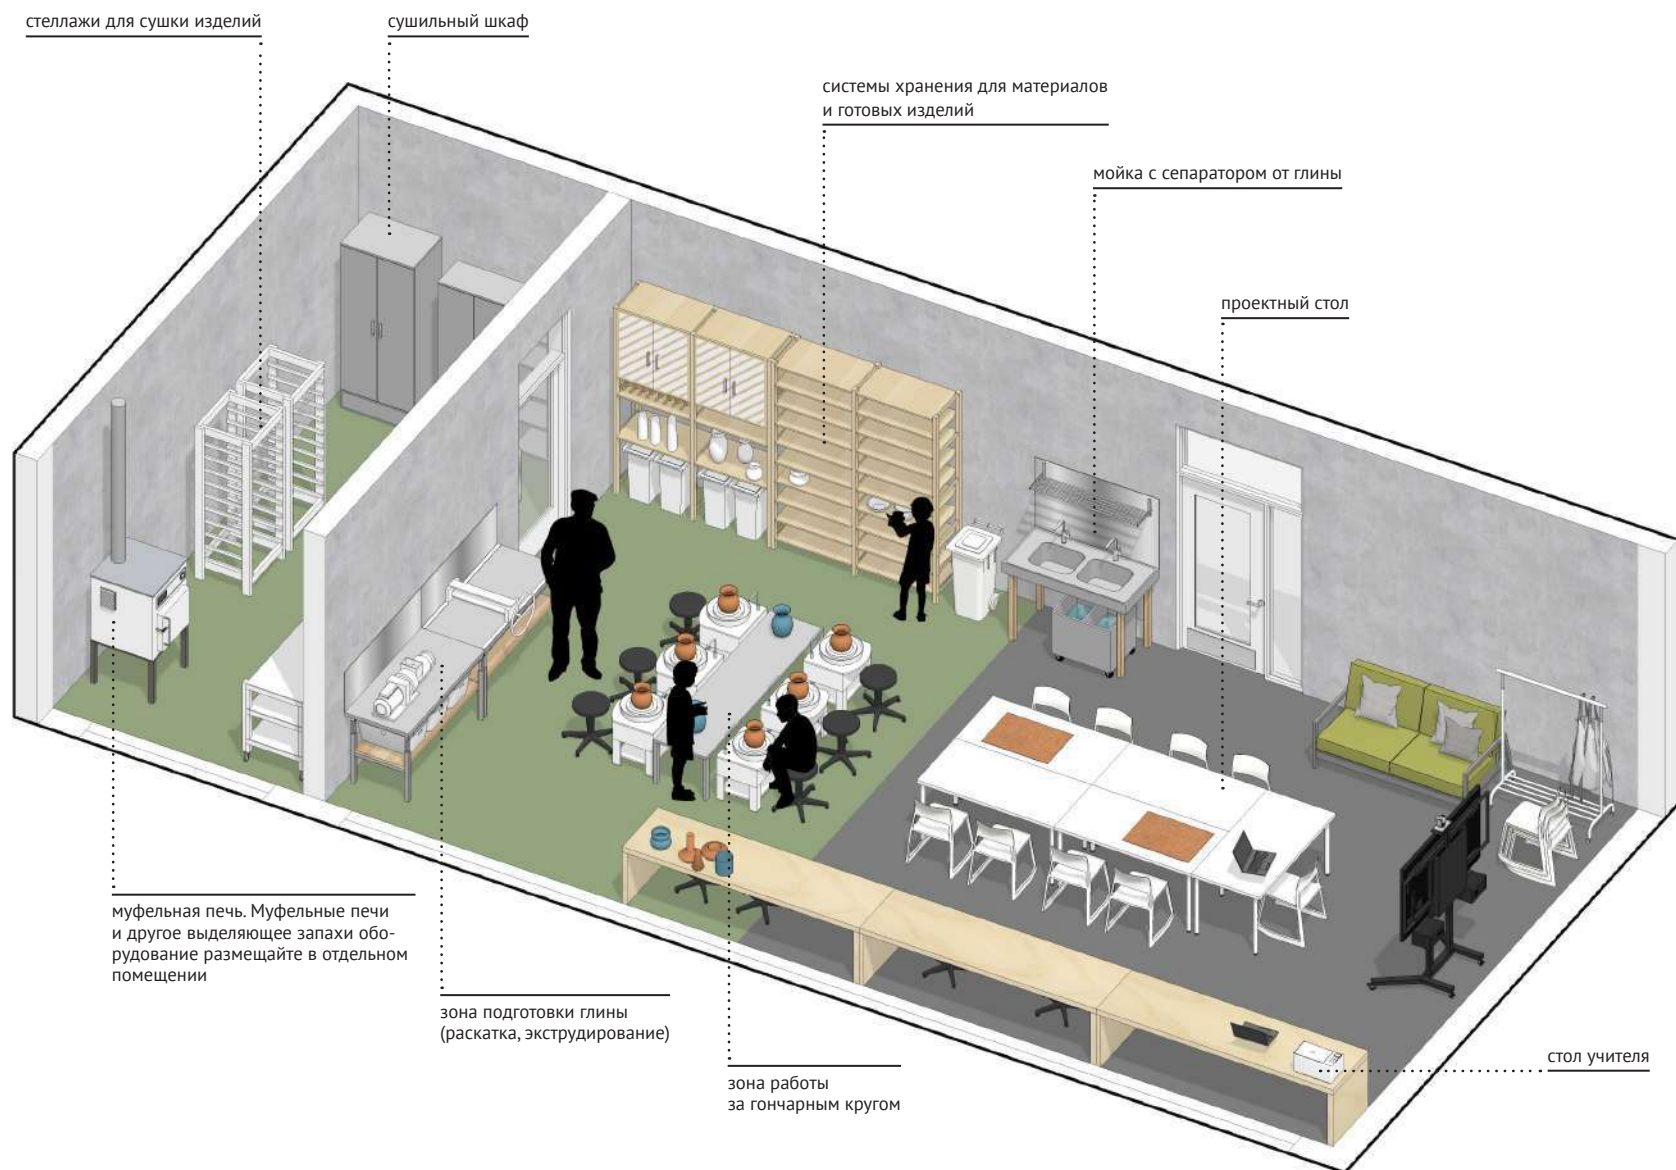 стеллажи для сушки изделий
сушильный шкаф
системы хранения для материалов
и готовых изделий
мойка с сепаратором от глины
проектный стол
муфельная печь. Муфельные печи
и другое выделяющее запахи обо-
рудование размещайте в отдельном
помещении
зона подготовки глины
(раскатка, экструдирование)
зона работы
за гончарным кругом
стол учителя